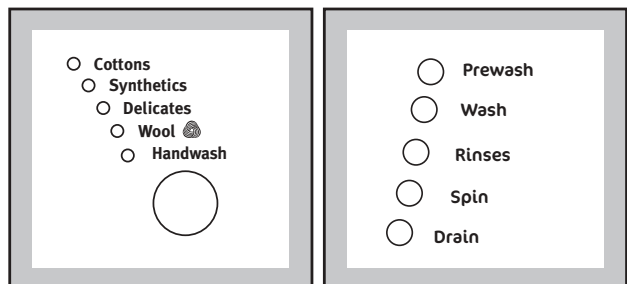 Cottons
Synthetics
Delicates
Wool
Handwash
Prewash
Wash
Rinses
Spin
Drain